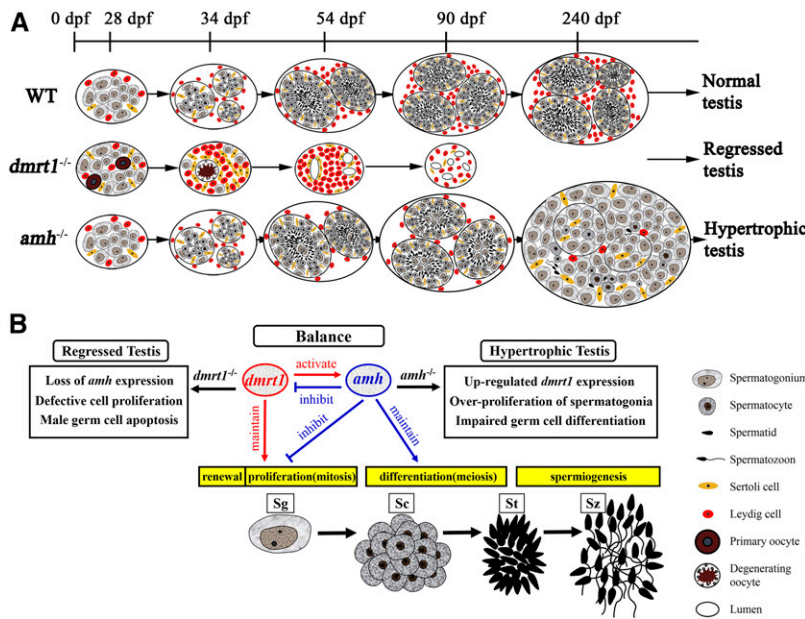 A
0 dpf 28 dpf 34 dpf 54 dpf 90 dpf 240 dpf
WT
Normal
testis
dmrt1-/-
Regressed
testis
amh-/-
Hypertrophic
testis
B
Balance
Regressed Testis
Hypertrophic Testis
Loss of amh expression
Defective cell proliferation
Male germ cell apoptosis
dmrt1-/-
dmrt1
activate
inhibit
amh
amh-/-
Up-regulated dmrt1 expression
Over-proliferation of spermatogonia
Impaired germ cell differentiation
maintain
inhibit
maintain
renewal proliferation(mitosis) differentiation(meiosis) spermiogenesis
Sg Sc St Sz
Spermatogonium
Spermatocyte
Spermatid
Spermatozoon
Sertoli cell
Leydig cell
Primary oocyte
Degenerating
oocyte
Lumen